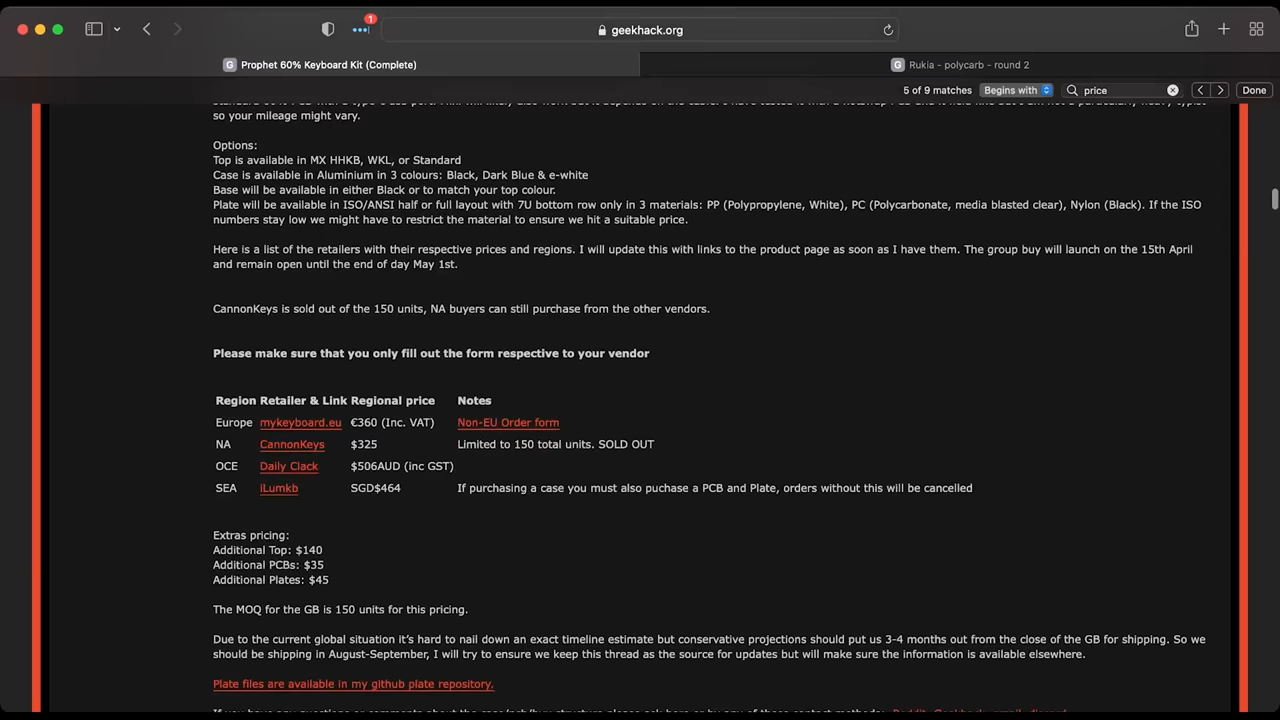 1
geekhack.org
Prophet 60% Keyboard Kit (Complete)
Rukia - polycarb - round 2
5 of 9 matches Begins with price Done
so your mileage might vary.
Options:
Top is available in MX HHKB, WKL, or Standard
Case is available in Aluminium in 3 colours: Black, Dark Blue & e-white
Base will be available in either Black or to match your top colour.
Plate will be available in ISO/ANSI half or full layout with 7U bottom row only in 3 materials: PP (Polypropylene, White), PC (Polycarbonate, media blasted clear), Nylon (Black). If the ISO
numbers stay low we might have to restrict the material to ensure we hit a suitable price.
Here is a list of the retailers with their respective prices and regions. I will update this with links to the product page as soon as I have them. The group buy will launch on the 15th April
and remain open until the end of day May 1st.
CannonKeys is sold out of the 150 units, NA buyers can still purchase from the other vendors.
Please make sure that you only fill out the form respective to your vendor
Region Retailer & Link Regional price Notes
Europe mykeyboard.eu €360 (Inc. VAT) Non-EU Order form
NA CannonKeys $325 Limited to 150 total units. SOLD OUT
OCE Daily Clack $506AUD (inc GST)
SEA iLumkb SGD$464 If purchasing a case you must also puchase a PCB and Plate, orders without this will be cancelled
Extras pricing:
Additional Top: $140
Additional PCBs: $35
Additional Plates: $45
The MOQ for the GB is 150 units for this pricing.
Due to the current global situation it's hard to nail down an exact timeline estimate but conservative projections should put us 3-4 months out from the close of the GB for shipping. So we
should be shipping in August-September, I will try to ensure we keep this thread as the source for updates but will make sure the information is available elsewhere.
Plate files are available in my github plate repository.